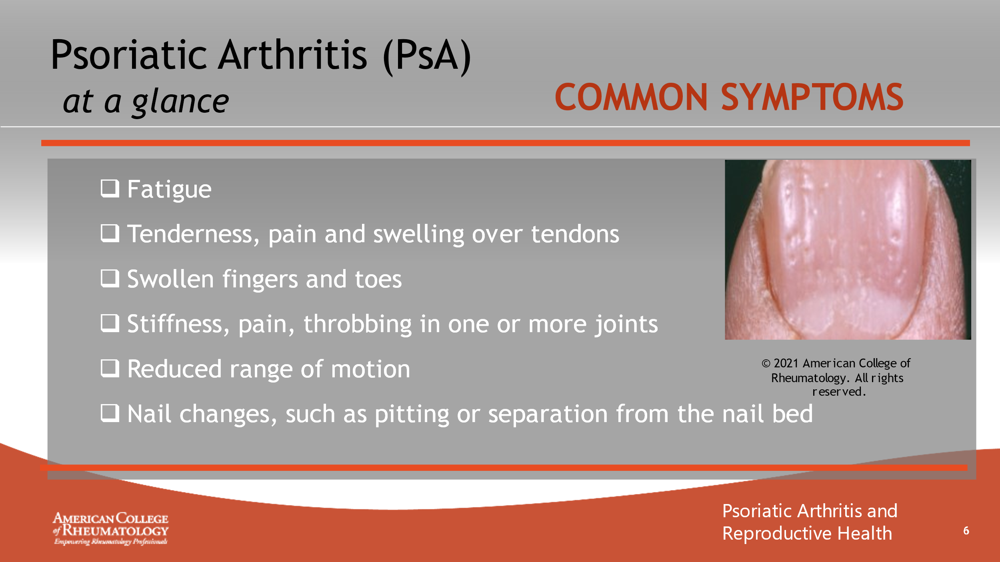 Psoriatic Arthritis (PsA)
at a glance
COMMON SYMPTOMS
❑ Fatigue
❑ Tenderness, pain and swelling over tendons
❑ Swollen fingers and toes
❑ Stiffness, pain, throbbing in one or more joints
❑ Reduced range of motion
❑ Nail changes, such as pitting or separation from the nail bed
© 2021 American College of
Rheumatology. All rights
reserved.
AMERICAN COLLEGE
of RHEUMATOLOGY
Empowering Rheumatology Professionals
Psoriatic Arthritis and
Reproductive Health
6